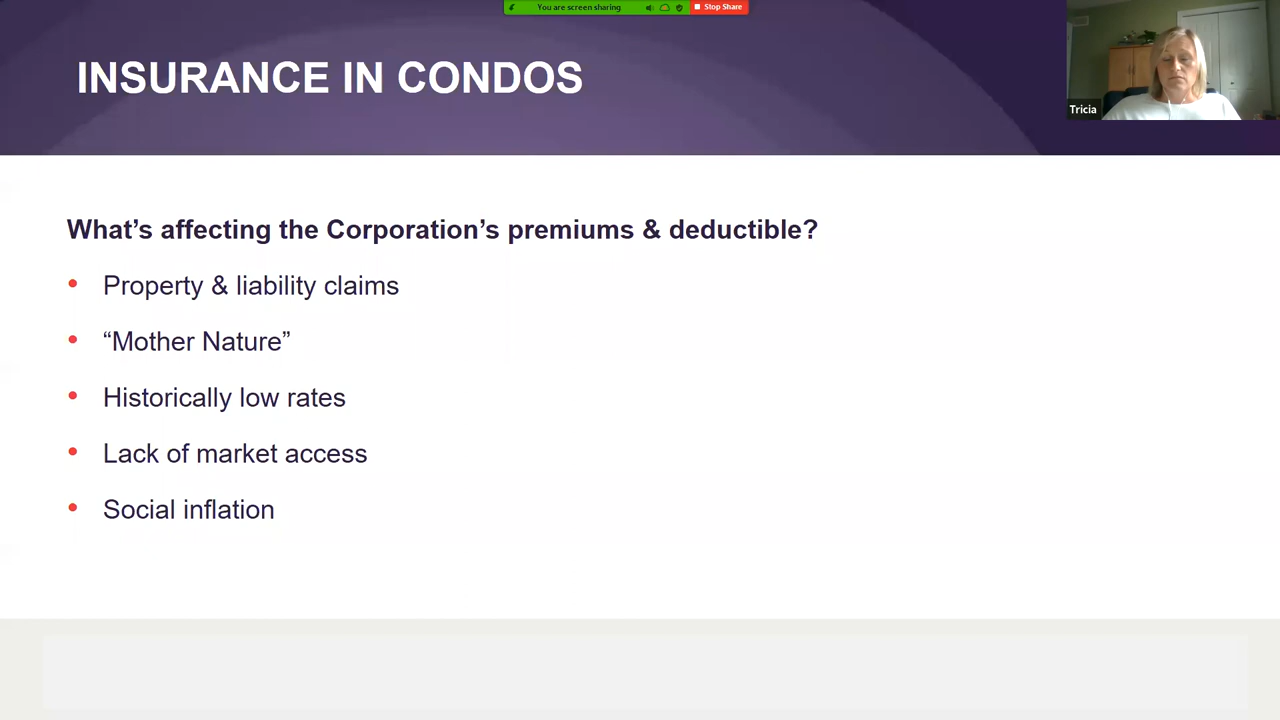 You are screen sharing
Stop Share
INSURANCE IN CONDOS
Tricia
What’s affecting the Corporation’s premiums & deductible?
• Property & liability claims
• “Mother Nature”
• Historically low rates
• Lack of market access
• Social inflation